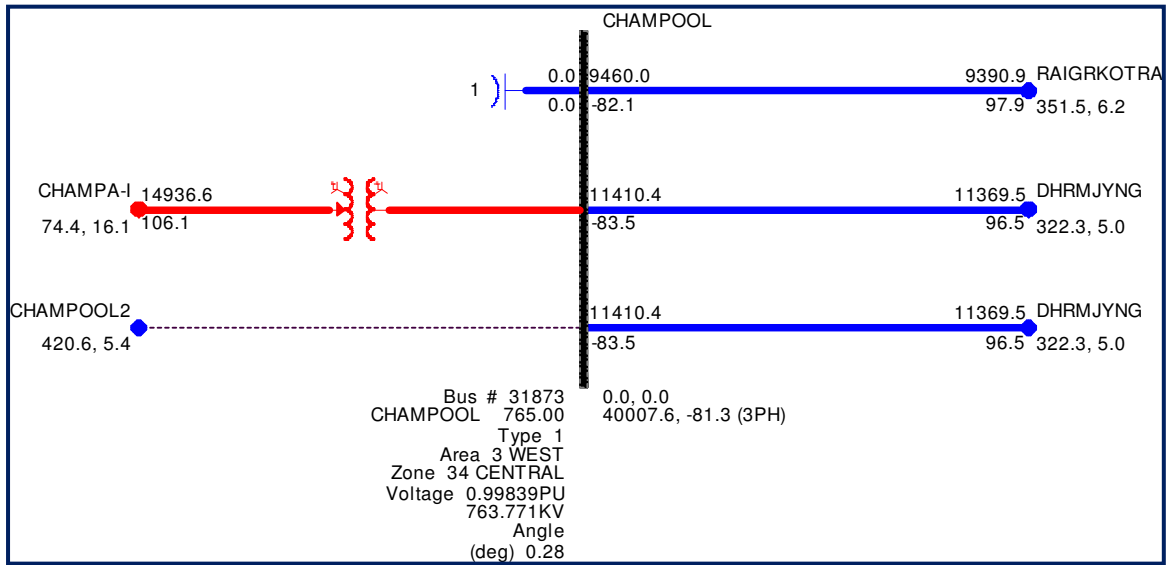 CHAMPOOL
1
0.0 9460.0
0.0 -82.1
9390.9 RAIGRKOTRA
97.9 351.5, 6.2
CHAMPA-I 14936.6
74.4, 16.1 106.1
11410.4
-83.5
11369.5 DHRMJYNG
96.5 322.3, 5.0
CHAMPOOL2
420.6, 5.4
11410.4
-83.5
11369.5 DHRMJYNG
96.5 322.3, 5.0
Bus # 31873
CHAMPOOL 765.00
Type 1
Area 3 WEST
Zone 34 CENTRAL
Voltage 0.99839PU
763.771KV
Angle
(deg) 0.28
0.0, 0.0
40007.6, -81.3 (3PH)